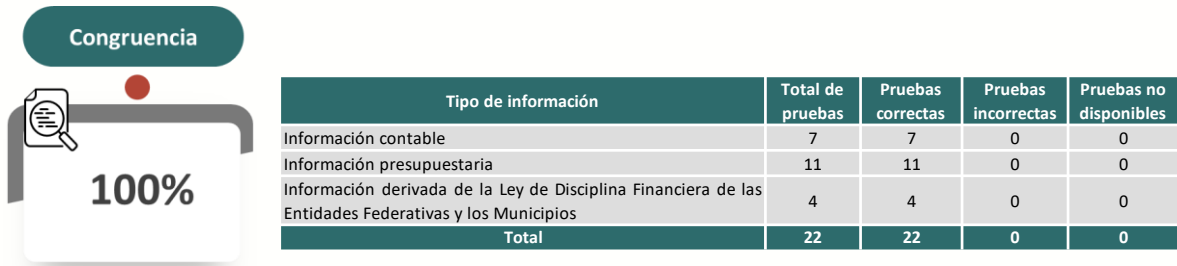 Congruencia
100%
Tipo de información Total de pruebas Pruebas correctas Pruebas incorrectas Pruebas no disponibles
Información contable 7 7 0 0
Información presupuestaria 11 11 0 0
Información derivada de la Ley de Disciplina Financiera de las
Entidades Federativas y los Municipios 4 4 0 0
Total 22 22 0 0